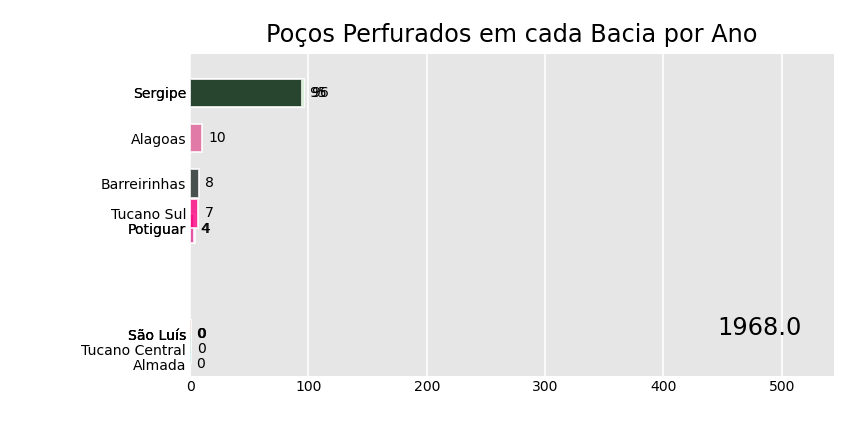 Poços Perfurados em cada Bacia por Ano
Sergipe
Alagoas 10
Barreirinhas 8
Tucano Sul 7
Potiguar 4
1968.0
São Luís 0
Tucano Central 0
Almada 0
0 100 200 300 400 500